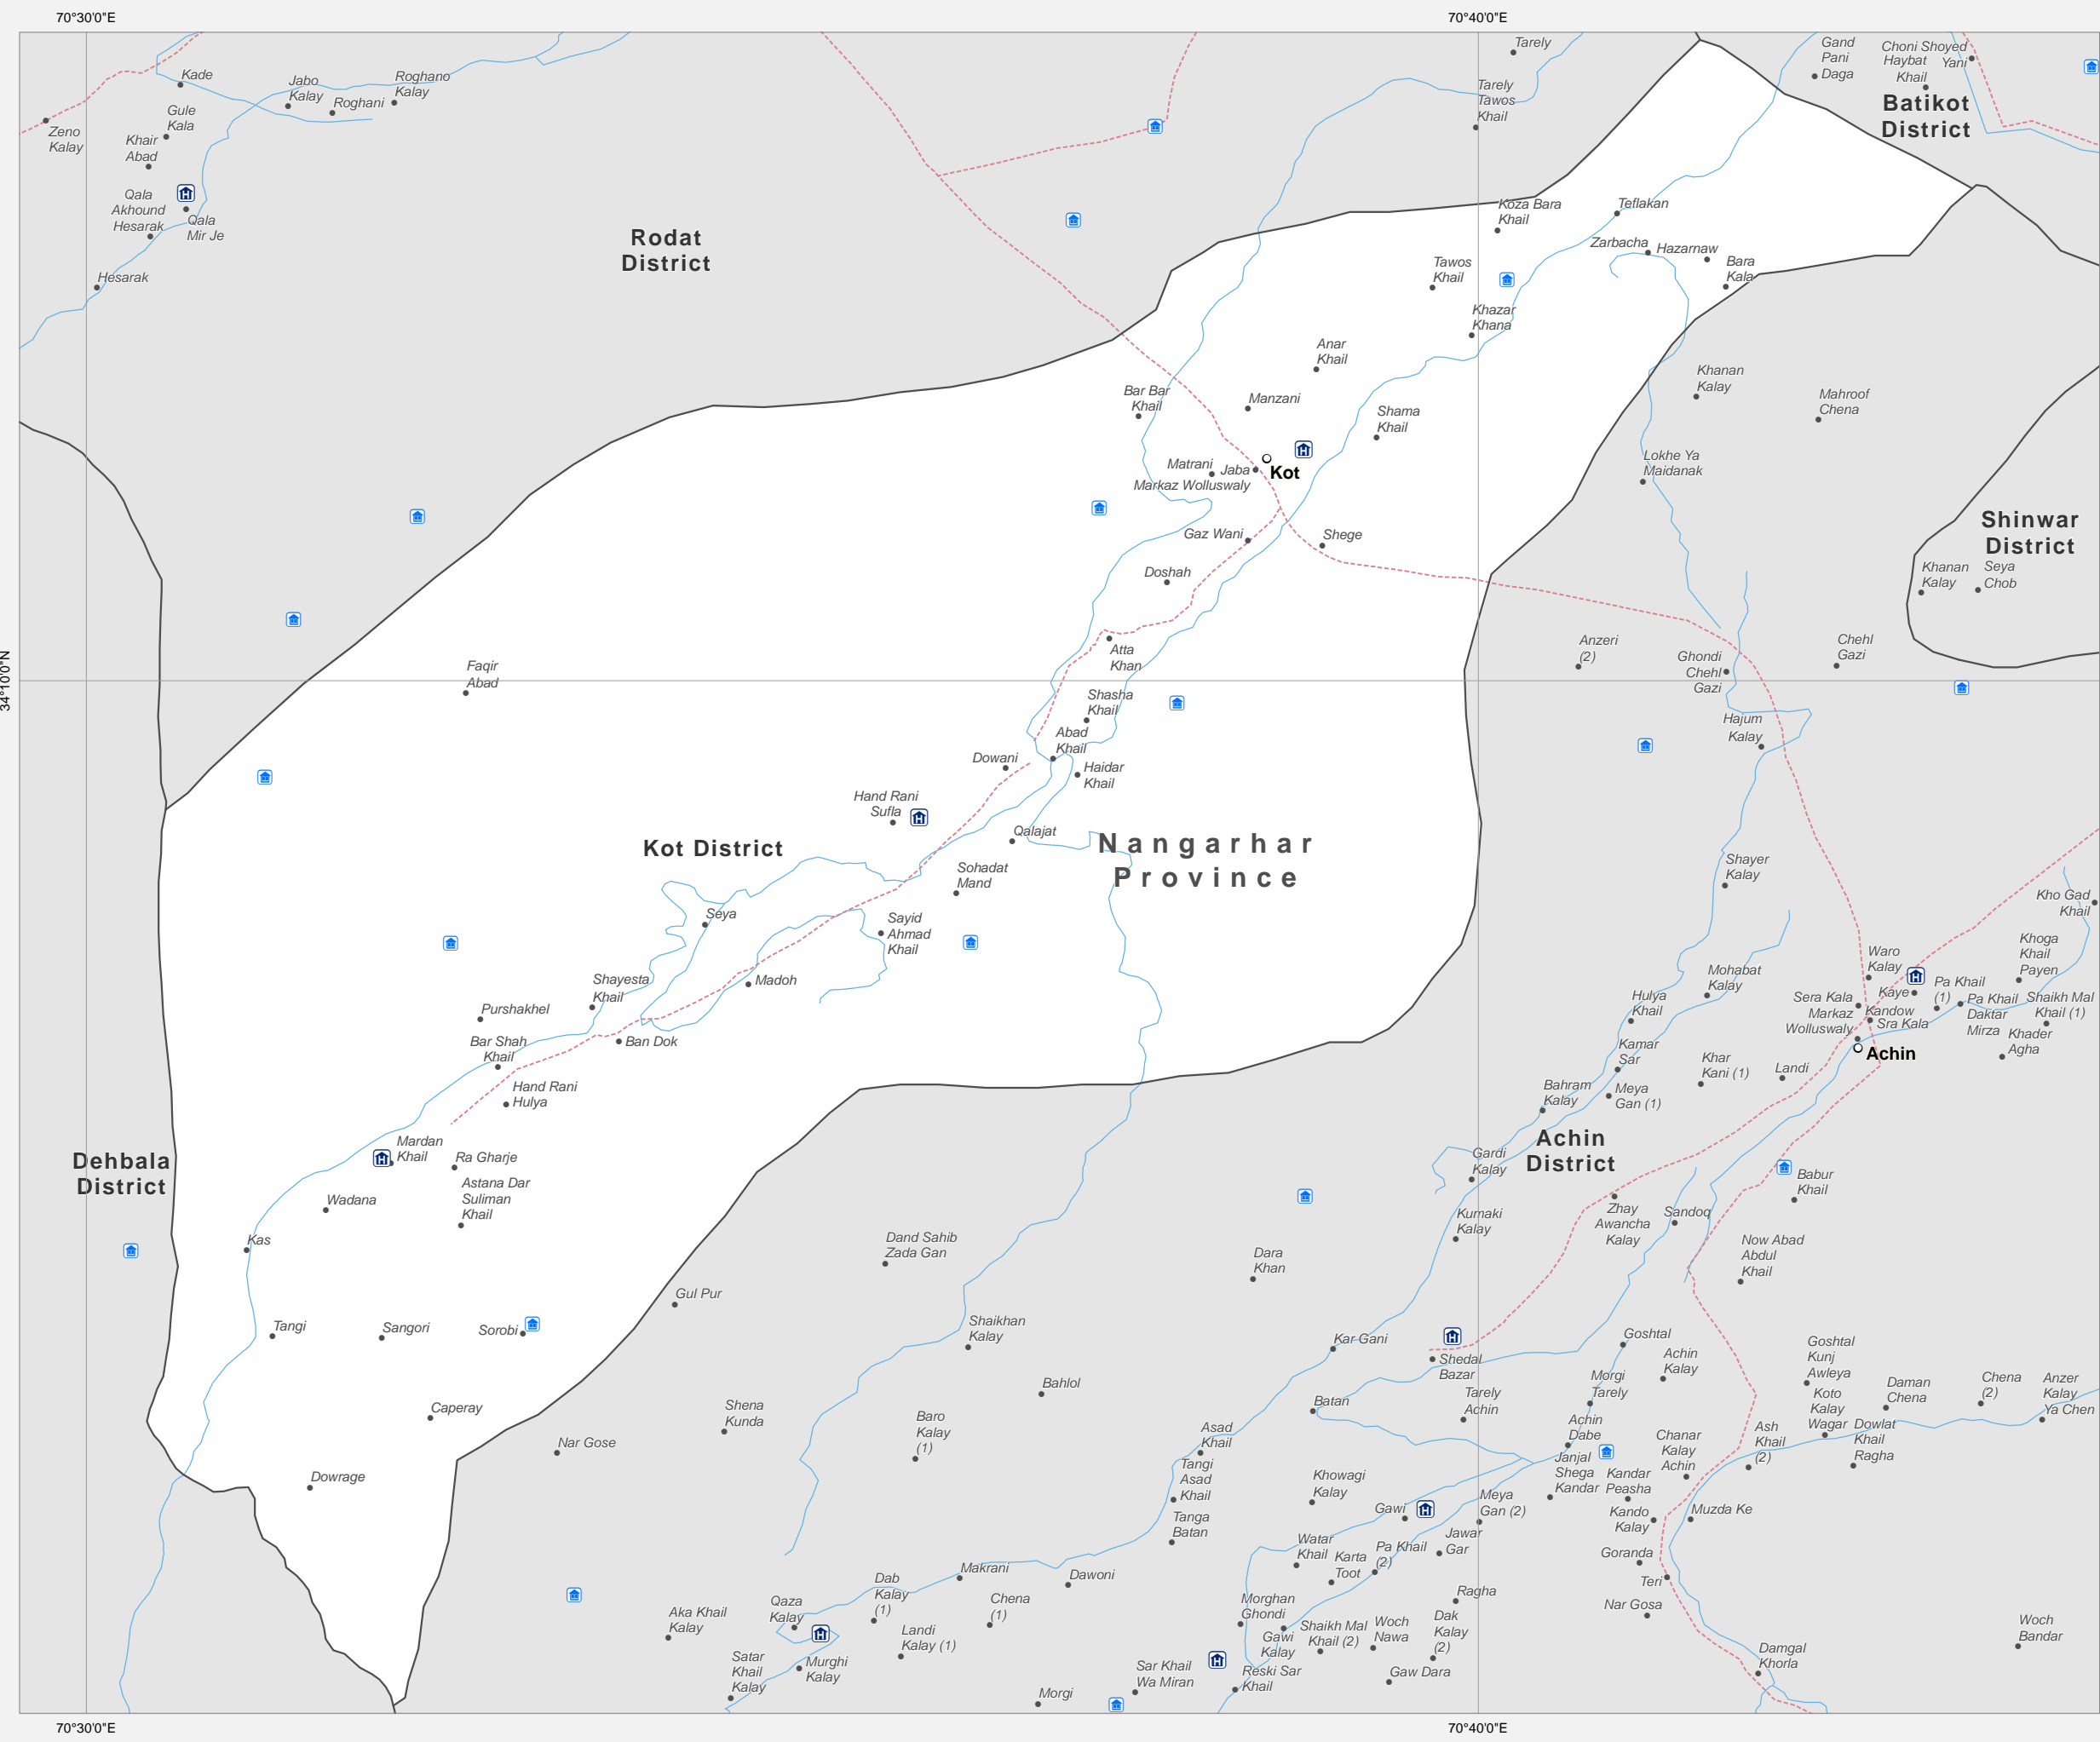 70°30'0"E
70°40'0"E
Tarely
Gand
Pani
Daga
Choni Shoyed
Haybat
Yani
Khail
Batikot
District
Kade
Jabo
Kalay
Roghani
Roghano
Kalay
Tarely
Tawos
Khail
Zeno
Kalay
Gule
Kala
Khair
Abad
Qala
Akhound
Hesarak
Qala
Mir Je
Hesarak
Rodat
District
Koza Bara
Khail
Teflakan
Zarbacha
Hazarnaw
Bara
Kala
Tawos
Khail
Khazar
Khana
Anar
Khail
Bar Bar
Khail
Manzani
Shama
Khail
Khanan
Kalay
Mahroof
Chena
Matrani
Jaba
Kot
Markaz Wolluswaly
Lokhe Ya
Maidanak
Gaz Wani
Shege
Shinwar
District
Doshah
Khanan
Kalay
Seya
Chob
Atta
Khan
Anzeri
(2)
Ghondi
Chehl
Gazi
Chehl
Gazi
34°10'0"N
Faqir
Abad
Shasha
Khail
Abad
Khail
Hajum
Kalay
Dowani
Haidar
Khail
Hand Rani
Sufla
Qalajat
Kot District
Nangarhar
Province
Sohadat
Mand
Shayer
Kalay
Seya
Sayid
Ahmad
Khail
Kho Gad
Khail
Khoga
Khail
Payen
Waro
Kalay
Shayesta
Khail
Madoh
Mohabat
Kalay
Kaye
Pa Khail
(1)
Purshakhel
Hulya
Khail
Sera Kala
Markaz
Wolluswaly
Kandow
Sra Kala
Pa Khail
Daktar
Mirza
Shaikh Mal
Khail (1)
Bar Shah
Khail
Ban Dok
Kamar
Sar
Khader
Agha
Achin
Khar
Kani (1)
Landi
Hand Rani
Hulya
Bahram
Kalay
Meya
Gan (1)
Achin
District
Dehbala
District
Mardan
Khail
Ra Gharje
Gardi
Kalay
Babur
Khail
Wadana
Astana Dar
Suliman
Khail
Kumaki
Kalay
Zhay
Awancha
Kalay
Sandoq
Kas
Dand Sahib
Zada Gan
Dara
Khan
Now Abad
Abdul
Khail
Gul Pur
Tangi
Sangori
Sorobi
Shaikhan
Kalay
Kar Gani
Goshtal
Shedal
Bazar
Achin
Kalay
Goshtal
Kunj
Awleya
Bahlol
Morgi
Tarely
Caperay
Shena
Kunda
Baro
Kalay
(1)
Batan
Tarely
Achin
Koto
Kalay
Wagar
Daman
Chena
Chena
(2)
Anzer
Kalay
Ya Chen
Asad
Khail
Achin
Dabe
Chanar
Kalay
Achin
Ash
Khail
(2)
Dowlat
Khail
Ragha
Nar Gose
Dowrage
Tangi
Asad
Khail
Khowagi
Kalay
Janjal
Shega
Kandar
Kandar
Peasha
Gawi
Meya
Gan (2)
Kando
Kalay
Muzda Ke
Tanga
Batan
Watar
Khail
Karta
Toot
Pa Khail
(2)
Jawar
Gar
Goranda
Teri
Makrani
Dawoni
Dab
Kalay
(1)
Ragha
Nar Gosa
Aka Khail
Kalay
Qaza
Kalay
Chena
(1)
Morghan
Ghondi
Gawi
Kalay
Shaikh Mal
Khail (2)
Woch
Nawa
Dak
Kalay
(2)
Woch
Bandar
Landi
Kalay (1)
Satar
Khail
Kalay
Murghi
Kalay
Sar Khail
Wa Miran
Reski Sar
Khail
Gaw Dara
Damgal
Khorla
Morgi
70°30'0"E
70°40'0"E